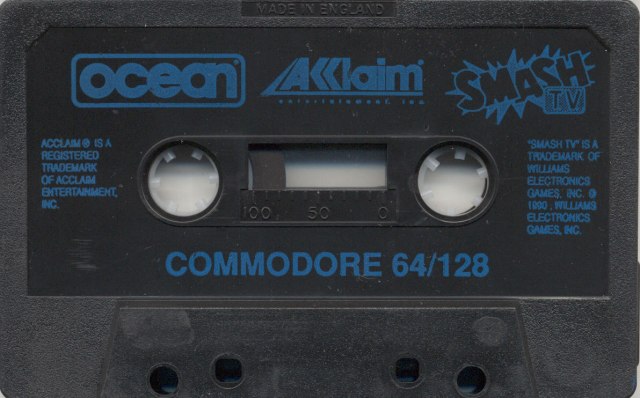 MADE IN ENGLAND
ocean
AKKlaim
entertainment, inc.
SMASH
TV
ACCLAIM ® IS A
REGISTERED
TRADEMARK
OF ACCLAIM
ENTERTAINMENT,
INC.
"SMASH TV" IS A
TRADEMARK OF
WILLIAMS
ELECTRONICS
GAMES, INC. ©
1990, WILLIAMS
ELECTRONICS
GAMES, INC.
100 50 0
COMMODORE 64/128